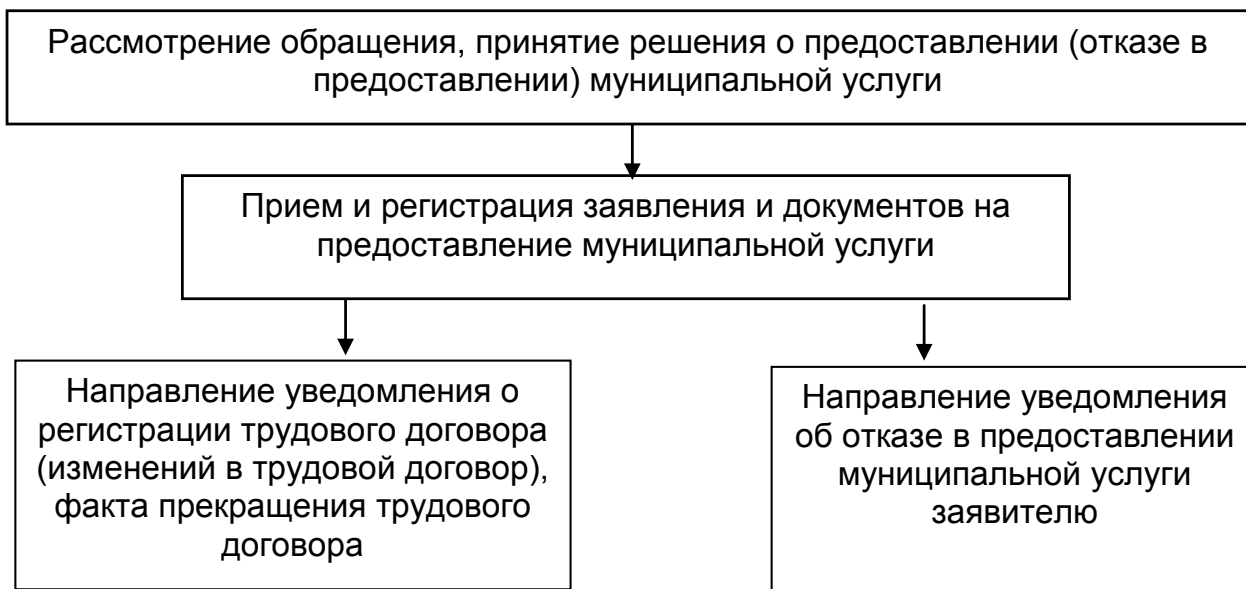 Рассмотрение обращения, принятие решения о предоставлении (отказе в
предоставлении) муниципальной услуги
Прием и регистрация заявления и документов на
предоставление муниципальной услуги
Направление уведомления о
регистрации трудового договора
(изменений в трудовой договор),
факта прекращения трудового
договора
Направление уведомления
об отказе в предоставлении
муниципальной услуги
заявителю